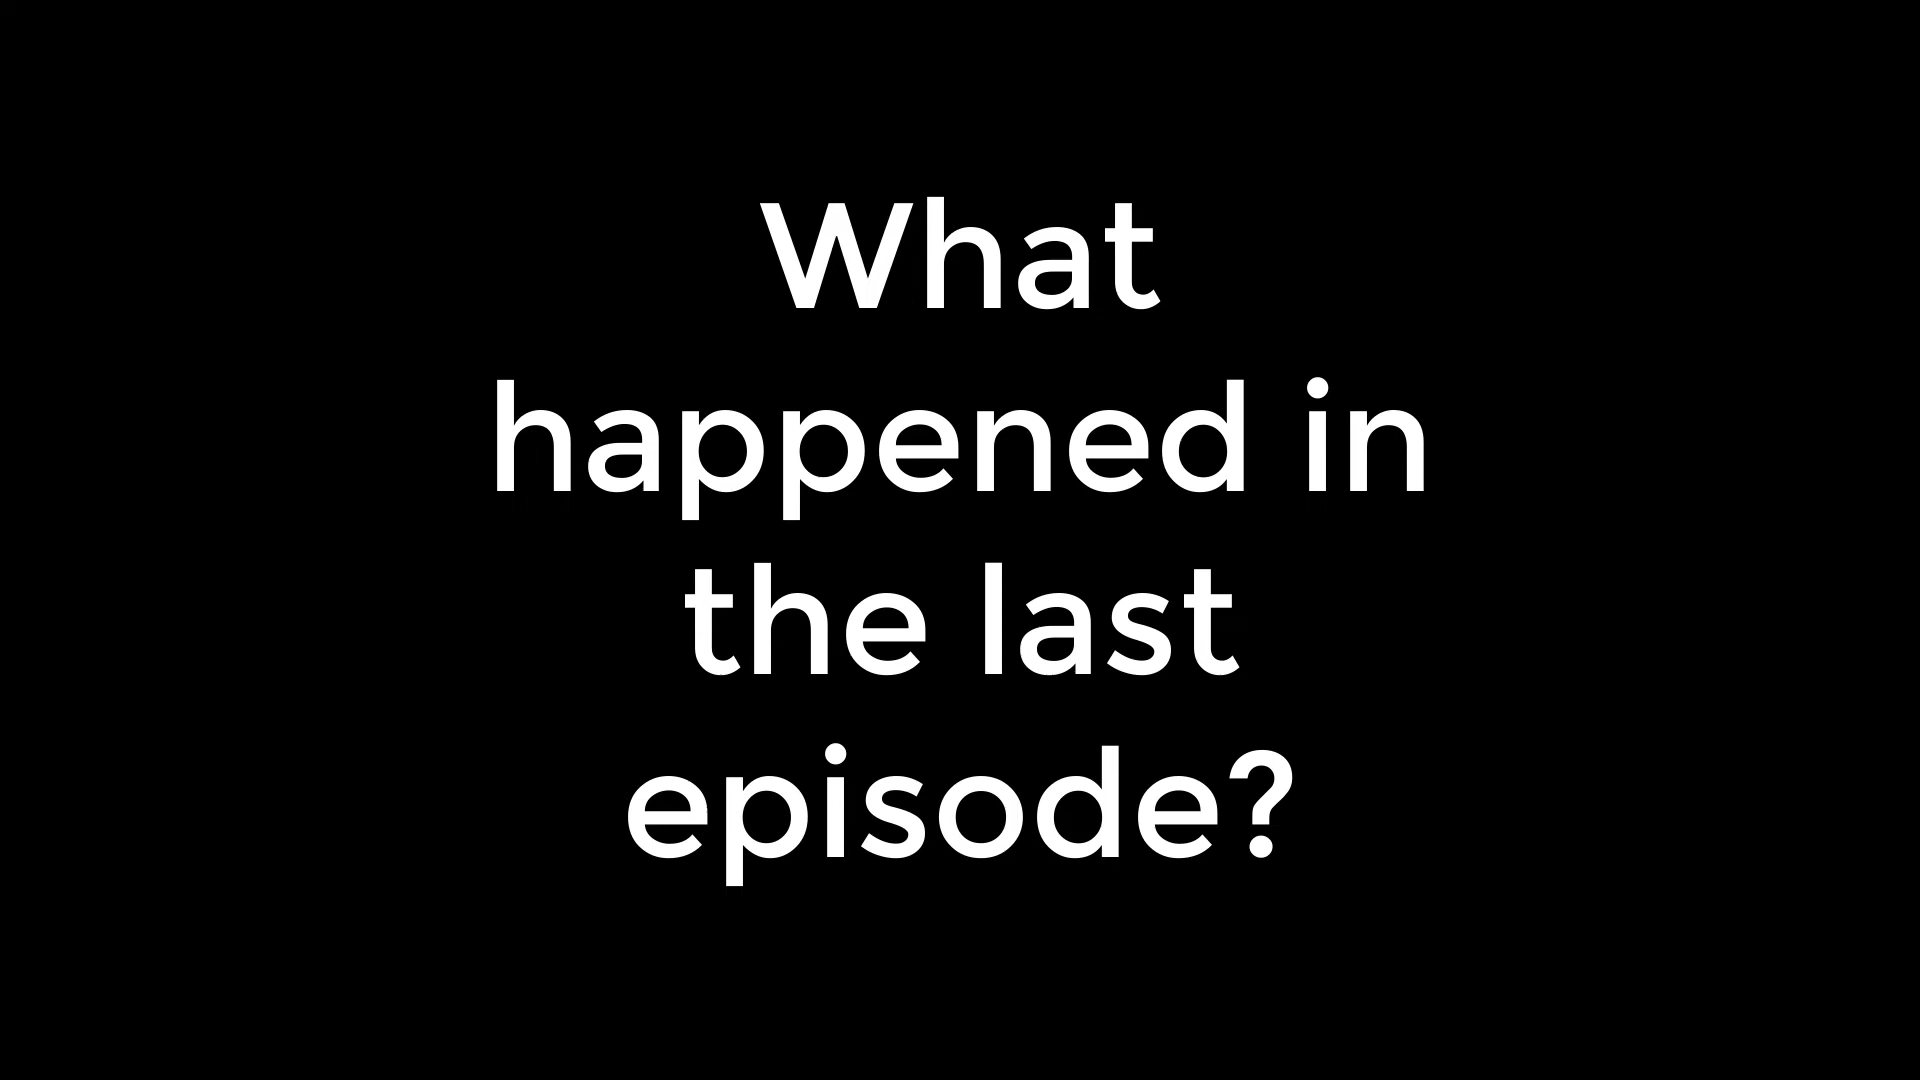 What
happened in
the last
episode?